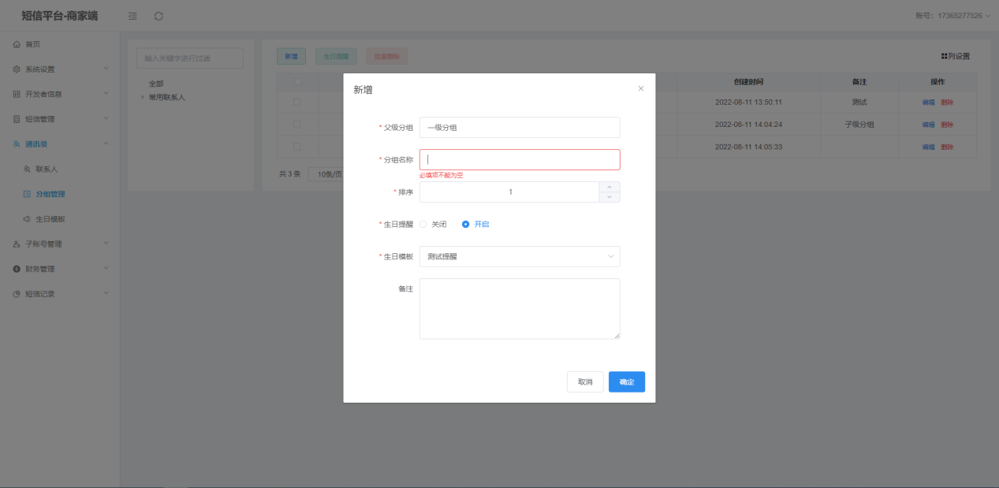 短信平台-商家端
账号：17365277526
首页
系统设置
开发者信息
短信管理
通讯录
联系人
分组管理
生日模板
子账号管理
财务管理
短信记录
输入关键字进行过滤
全部
常用联系人
新增 生日提醒 批量删除
列设置
创建时间 备注 操作
2022-08-11 13:50:11 测试 编辑 删除
2022-08-11 14:04:24 子级分组 编辑 删除
2022-08-11 14:05:33 编辑 删除
共 3 条 10条/页
新增
* 父级分组 一级分组
* 分组名称
必填项不能为空
* 排序 1
* 生日提醒 关闭 开启
* 生日模板 测试提醒
备注
取消 确定